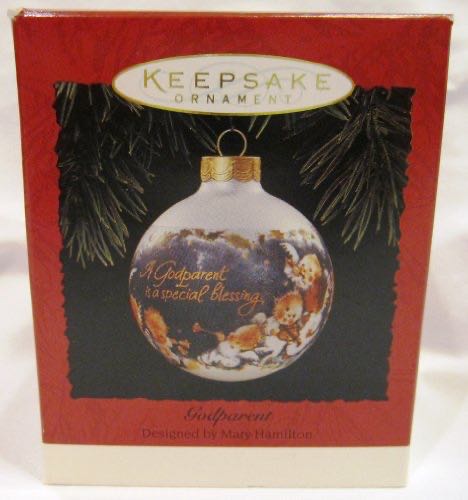 KEEPSAKE
ORNAMENT
A Godparent
is a special blessing.
Godparent
Designed by Mary Hamilton